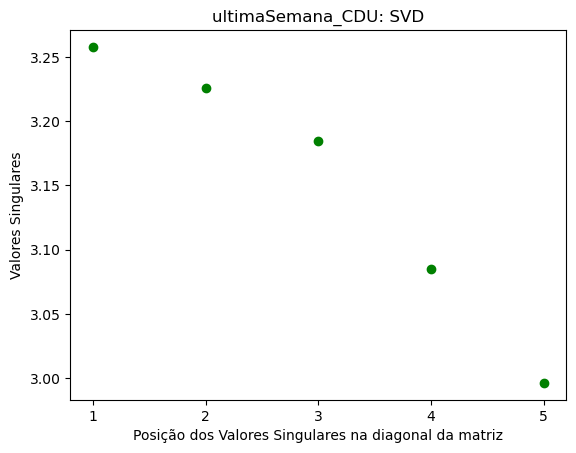 ultimaSemana_CDU: SVD
Valores Singulares
3.25
3.20
3.15
3.10
3.05
3.00
1 2 3 4 5
Posição dos Valores Singulares na diagonal da matriz